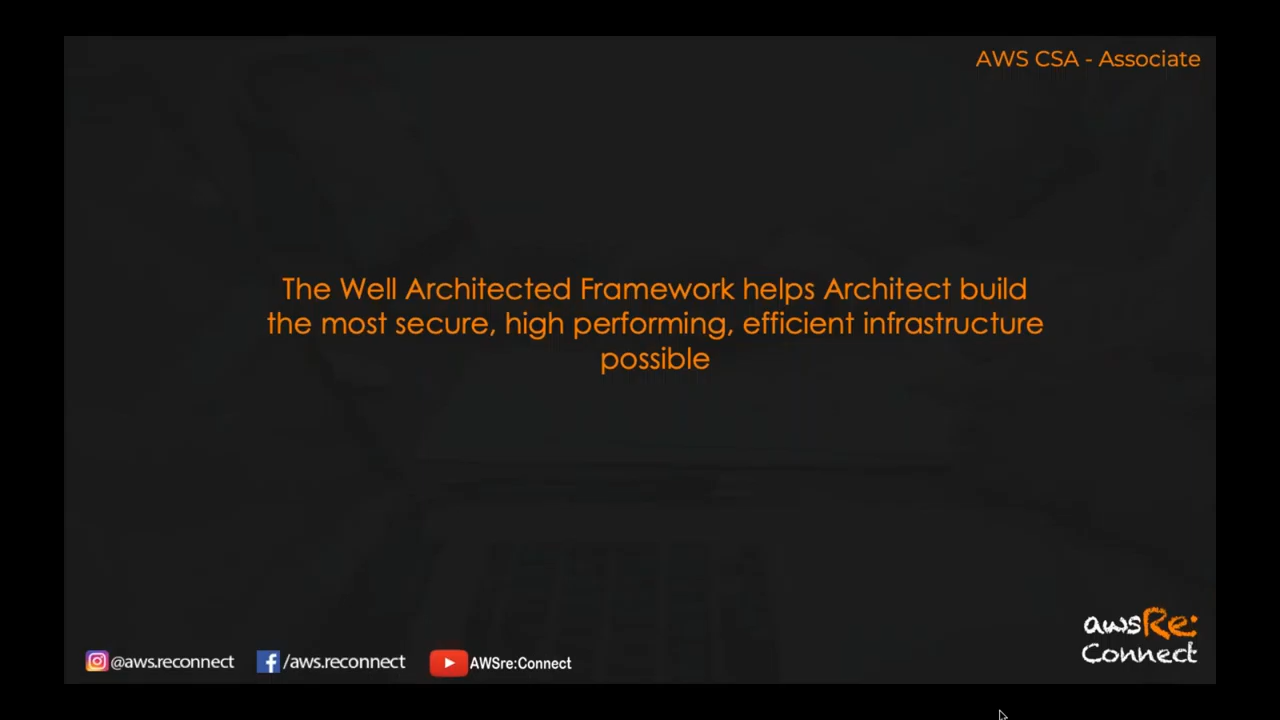 AWS CSA - Associate
The Well Architected Framework helps Architect build
the most secure, high performing, efficient infrastructure
possible
awsRe:
Connect
@aws.reconnect /aws.reconnect AWSre:Connect